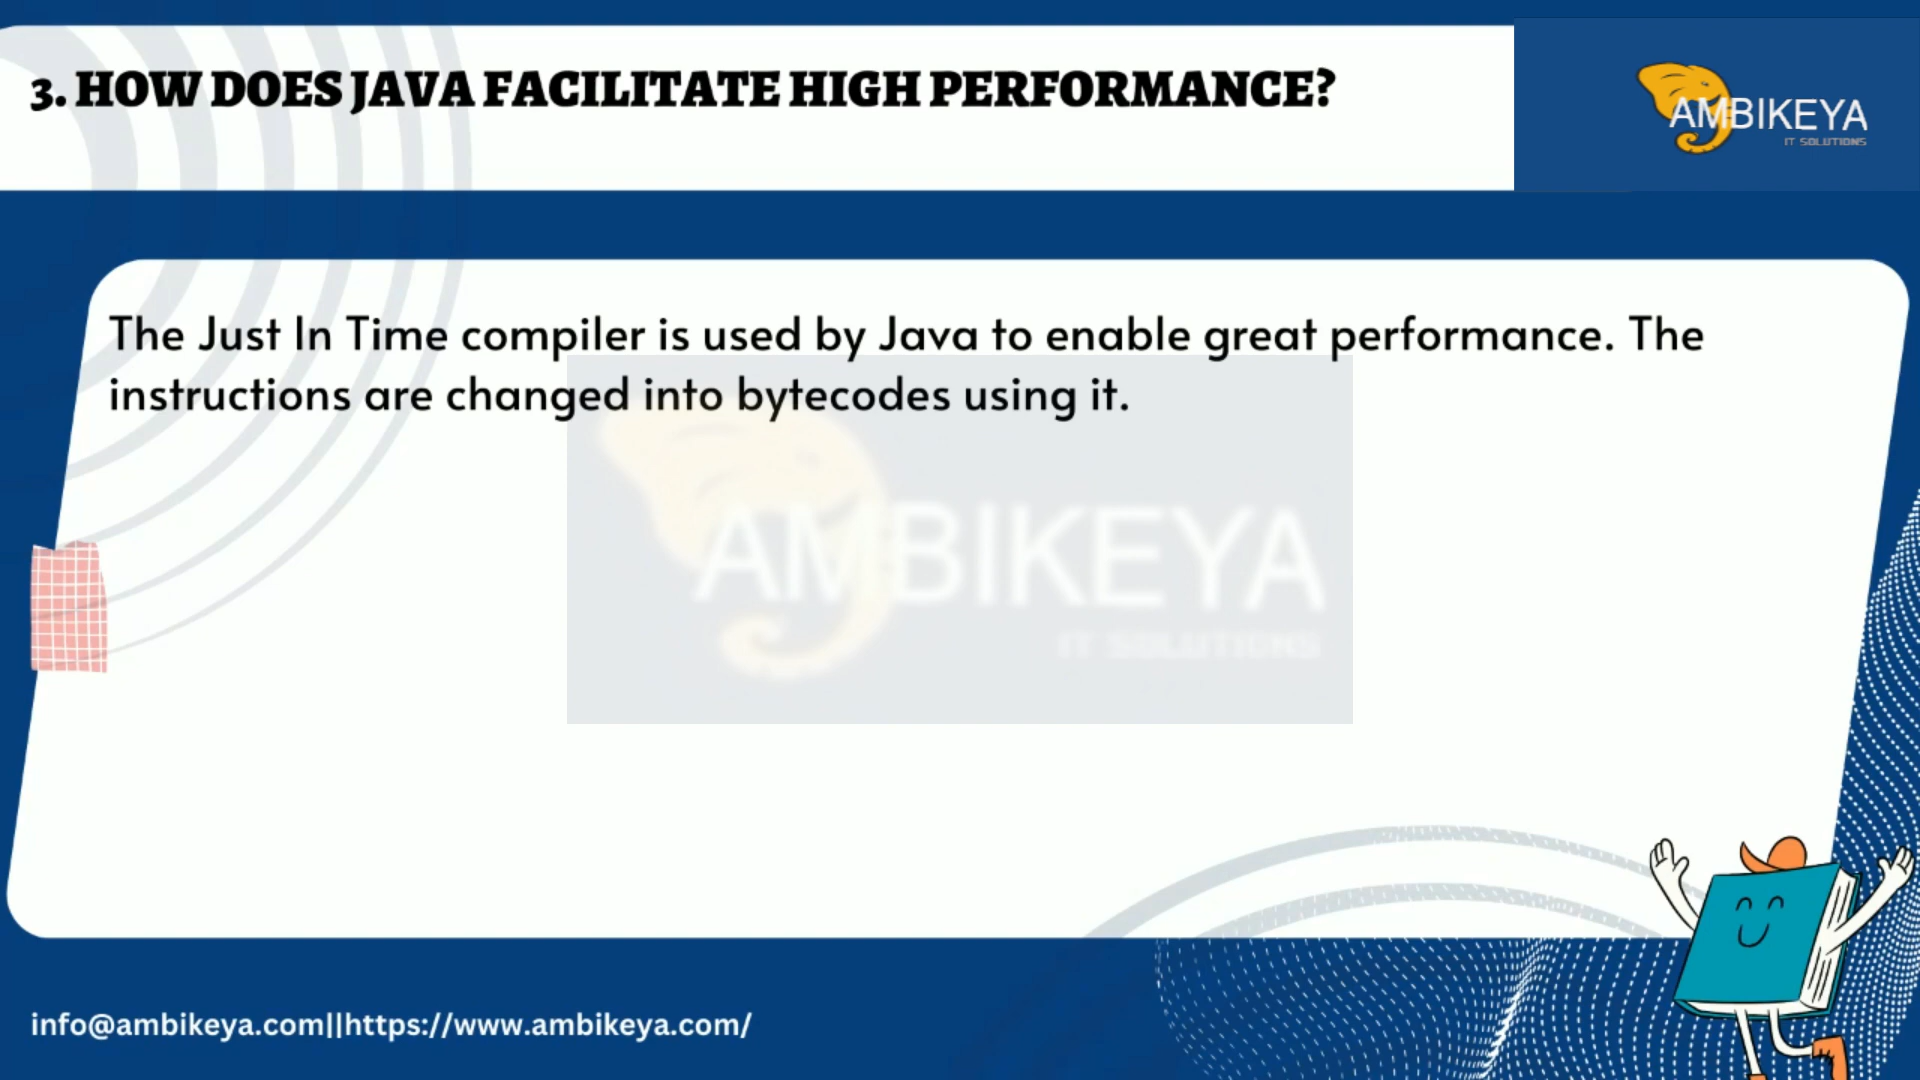 3. HOW DOES JAVA FACILITATE HIGH PERFORMANCE?
AMBIKEYA
IT SOLUTIONS
The Just In Time compiler is used by Java to enable great performance. The
instructions are changed into bytecodes using it.
AMBIKEYA
IT SOLUTIONS
info@ambikeya.com||https://www.ambikeya.com/